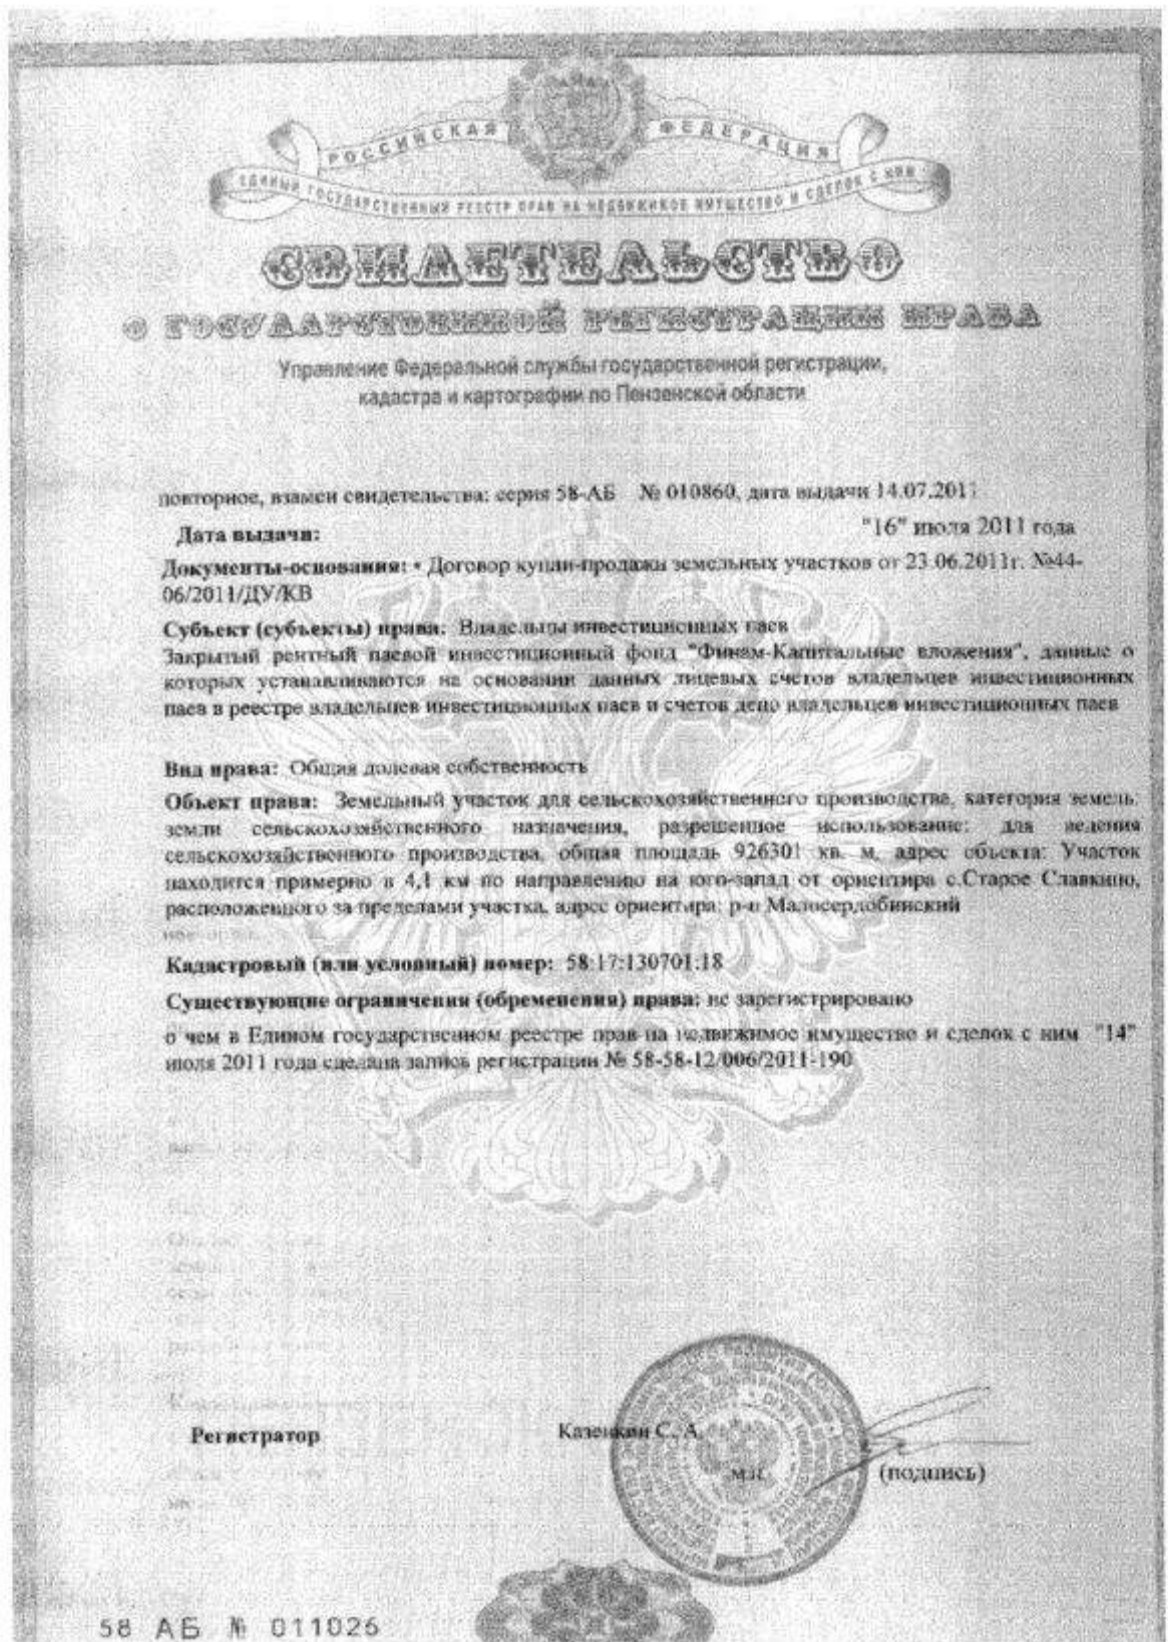 РОССИЙСКАЯ ФЕДЕРАЦИЯ
ЕДИНЫЙ ГОСУДАРСТВЕННЫЙ РЕЕСТР ПРАВ НА НЕДВИЖИМОЕ ИМУЩЕСТВО И СДЕЛОК С НИМ
СВИДЕТЕЛЬСТВО
О ГОСУДАРСТВЕННОЙ РЕГИСТРАЦИИ ПРАВА
Управление Федеральной службы государственной регистрации,
кадастра и картографии по Пензенской области
повторное, взамен свидетельства: серия 58-АБ № 010860, дата выдачи 14.07.2011
Дата выдачи: "16" июля 2011 года
Документы-основания: • Договор купли-продажи земельных участков от 23.06.2011г. №44-
06/2011/ДУ/КВ
Субъект (субъекты) права: Владельцы инвестиционных паев
Закрытый рентный паевой инвестиционный фонд "Финам-Капитальные вложения", данные о
которых устанавливаются на основании данных лицевых счетов владельцев инвестиционных
паев в реестре владельцев инвестиционных паев и счетов депо владельцев инвестиционных паев
Вид права: Общая долевая собственность
Объект права: Земельный участок для сельскохозяйственного производства, категория земель:
земли сельскохозяйственного назначения, разрешенное использование: для ведения
сельскохозяйственного производства, общая площадь 926301 кв. м, адрес объекта: Участок
находится примерно в 4,1 км по направлению на юго-запад от ориентира с.Старое Славкино,
расположенного за пределами участка, адрес ориентира: р-н Малосердобинский
Кадастровый (или условный) номер: 58:17:130701:18
Существующие ограничения (обременения) права: не зарегистрировано
о чем в Едином государственном реестре прав на недвижимое имущество и сделок с ним "14"
июля 2011 года сделана запись регистрации № 58-58-12/006/2011-190
Регистратор Казенкин С. А.
М.П. (подпись)
58 АБ № 011026